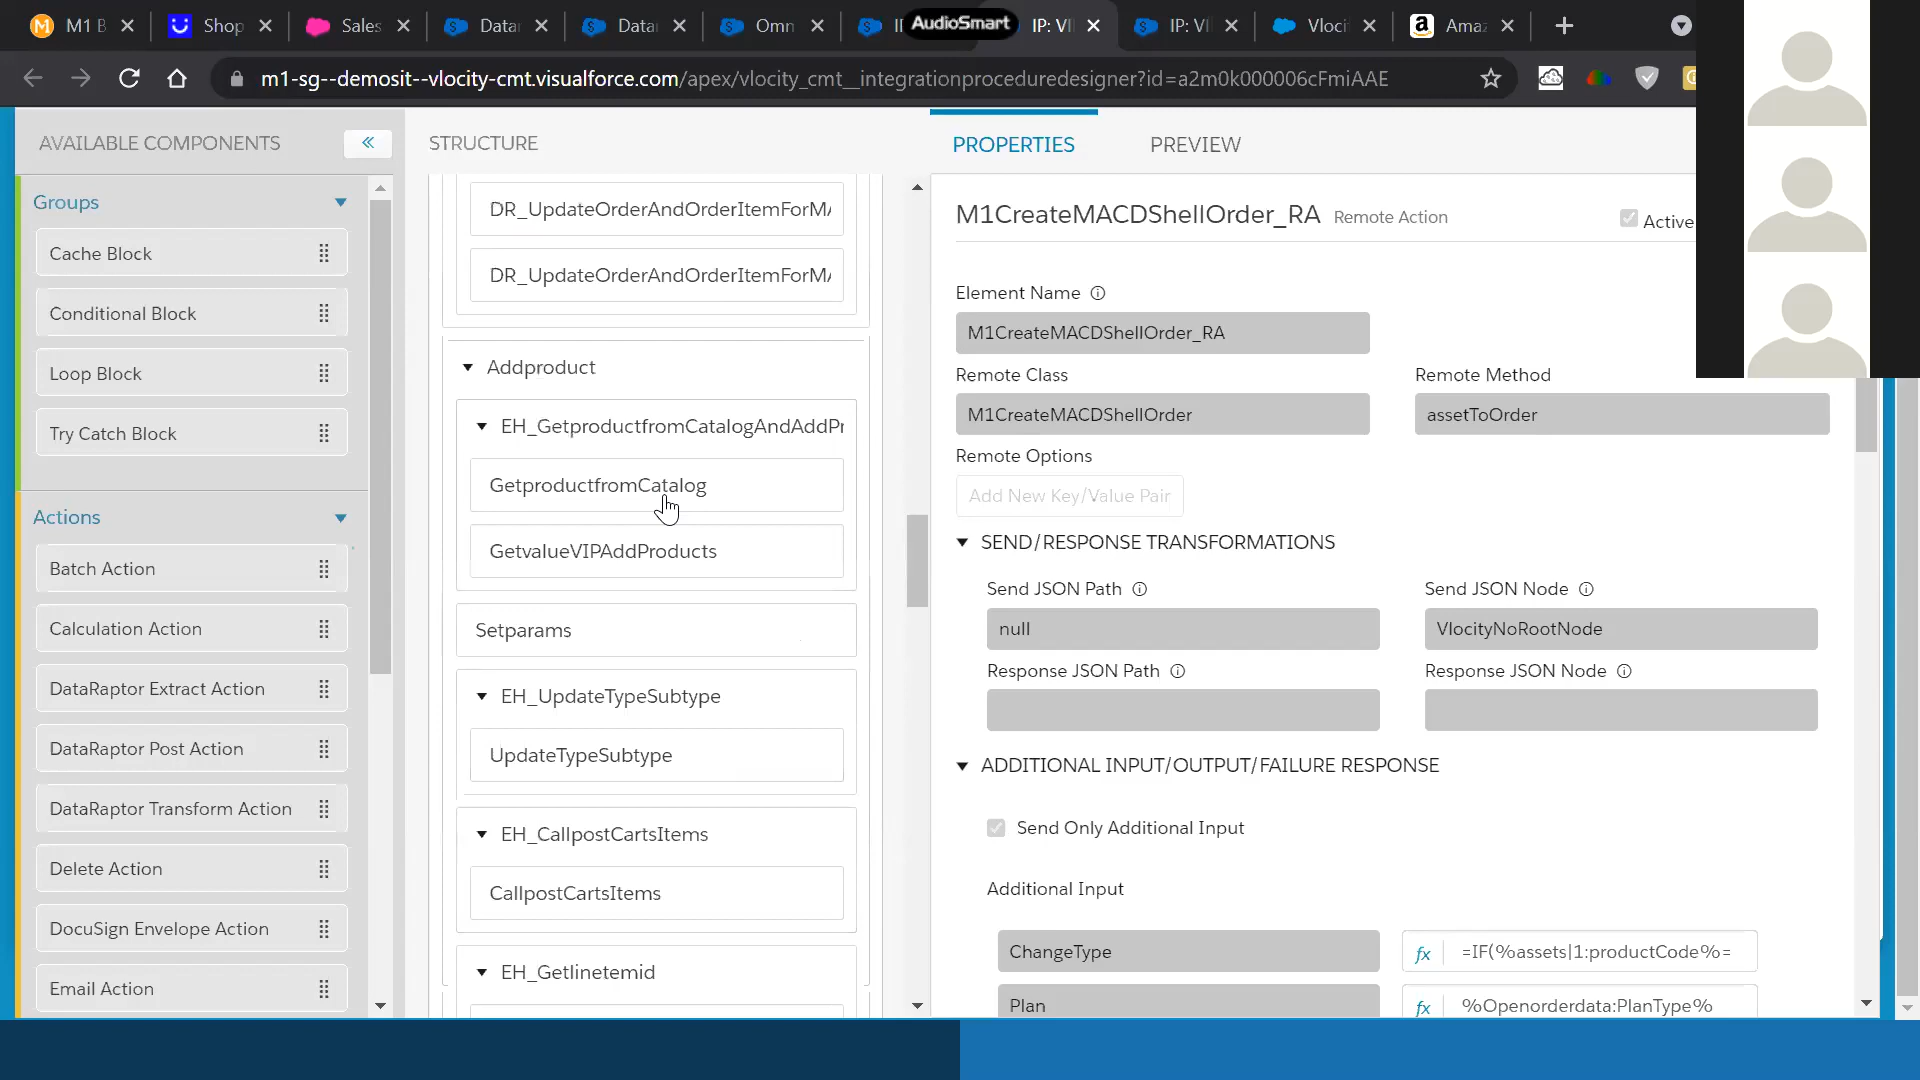 M1 B
Shop
Sales
Data
Data
Omn
AudioSmart
IP: VI
IP: VI
Vloci
Amaz
m1-sg--demosit--vlocity-cmt.visualforce.com/apex/vlocity_cmt__integrationproceduredesigner?id=a2m0k000006cFmiAAE
AVAILABLE COMPONENTS
Groups
Cache Block
Conditional Block
Loop Block
Try Catch Block
Actions
Batch Action
Calculation Action
DataRaptor Extract Action
DataRaptor Post Action
DataRaptor Transform Action
Delete Action
DocuSign Envelope Action
Email Action
STRUCTURE
DR_UpdateOrderAndOrderItemForMA
DR_UpdateOrderAndOrderItemForMA
Addproduct
EH_GetproductfromCatalogAndAddPr
GetproductfromCatalog
GetvalueVIPAddProducts
Setparams
EH_UpdateTypeSubtype
UpdateTypeSubtype
EH_CallpostCartsItems
CallpostCartsItems
EH_Getlinetemid
PROPERTIES
PREVIEW
M1CreateMACDShellOrder_RA Remote Action
Active
Element Name
M1CreateMACDShellOrder_RA
Remote Class
Remote Method
M1CreateMACDShellOrder
assetToOrder
Remote Options
Add New Key/Value Pair
SEND/RESPONSE TRANSFORMATIONS
Send JSON Path
Send JSON Node
null
VlocityNoRootNode
Response JSON Path
Response JSON Node
ADDITIONAL INPUT/OUTPUT/FAILURE RESPONSE
Send Only Additional Input
Additional Input
ChangeType
fx =IF(%assets|1:productCode%=
Plan
fx %Openorderdata:PlanType%